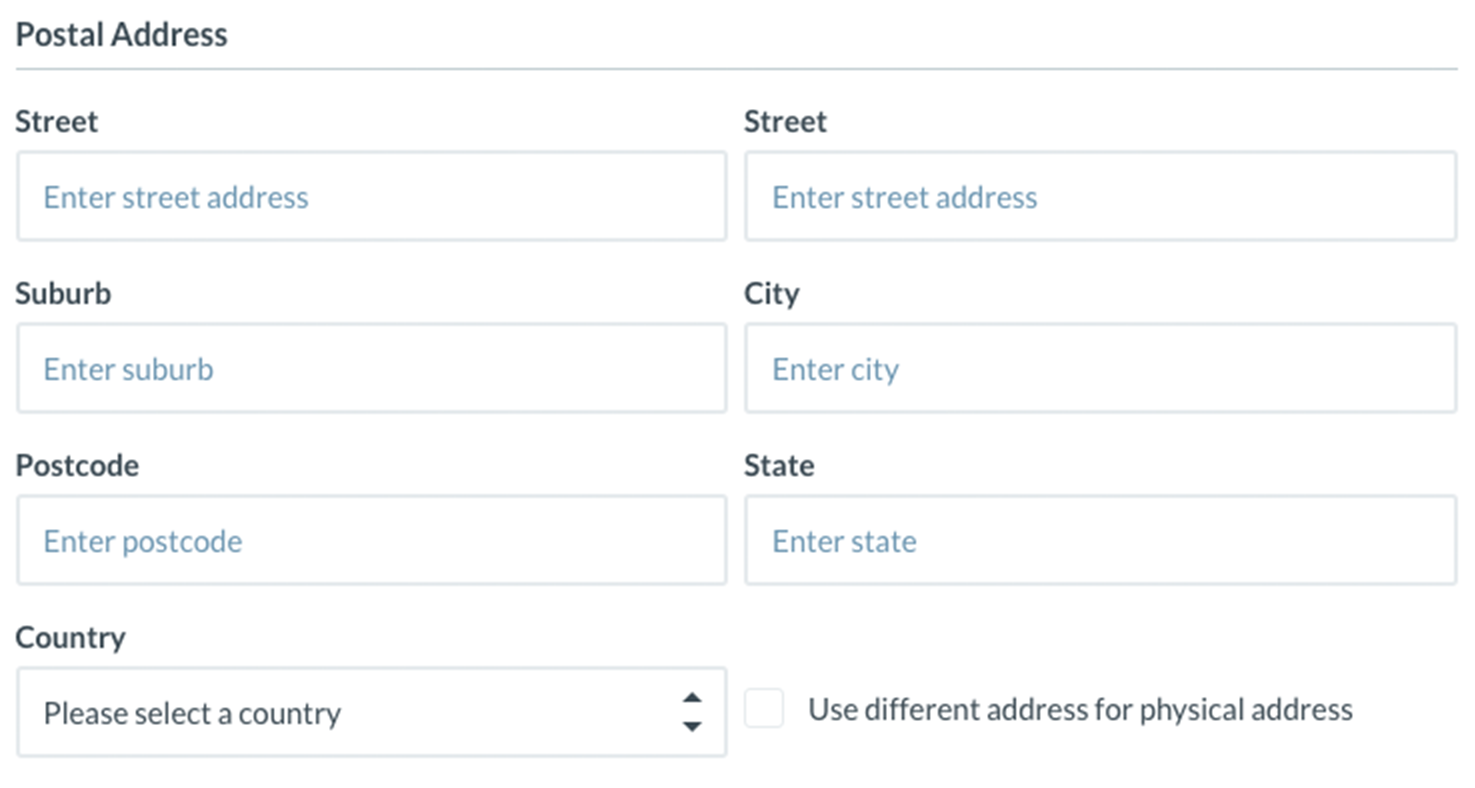 Postal Address
Street
Street
Enter street address
Enter street address
Suburb
City
Enter suburb
Enter city
Postcode
State
Enter postcode
Enter state
Country
Please select a country
Use different address for physical address